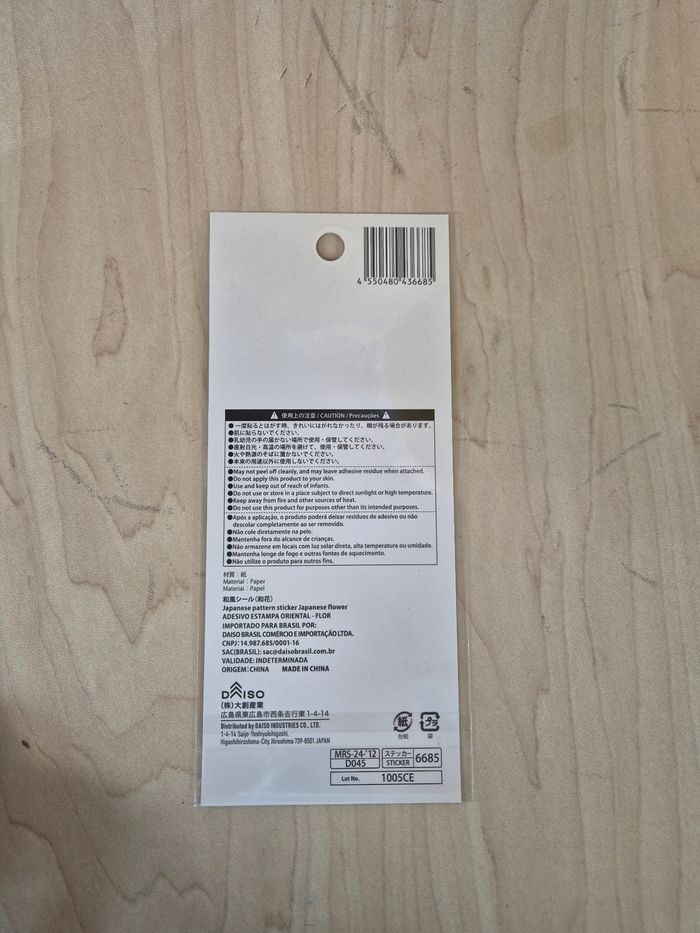 4 550480 436685
使用上の注意 / CAUTION / Precauções
●一度貼るとはがす時、きれいにはがれなかったり、糊が残る場合があります。
●肌に貼らないでください。
●乳幼児の手の届かない場所で使用・保管してください。
●直射日光・高温の場所を避けて、使用・保管してください。
●火や熱源のそばに置かないでください。
●本来の用途以外に使用しないでください。
●May not peel off cleanly, and may leave adhesive residue when attached.
●Do not apply this product to your skin.
●Use and keep out of reach of infants.
●Do not use or store in a place subject to direct sunlight or high temperature.
●Keep away from fire and other sources of heat.
●Do not use this product for purposes other than its intended purposes.
●Após a aplicação, o produto poderá deixar resíduos de adesivo ou não
descolar completamente ao ser removido.
●Não cole diretamente na pele.
●Mantenha fora do alcance de crianças.
●Não armazene em locais com luz solar direta, alta temperatura ou umidade.
●Mantenha longe de fogo e outras fontes de aquecimento.
●Não utilize o produto para outros fins.
材質：紙
Material : Paper
Material : Papel
和風シール（和花）
Japanese pattern sticker Japanese flower
ADESIVO ESTAMPA ORIENTAL - FLOR
IMPORTADO PARA BRASIL POR:
DAISO BRASIL COMÉRCIO E IMPORTAÇÃO LTDA.
CNPJ: 14.987.685/0001-16
SAC(BRASIL): sac@daisobrasil.com.br
VALIDADE: INDETERMINADA
ORIGEM: CHINA MADE IN CHINA
DAISO
(株)大創産業
広島県東広島市西条吉行東1-4-14
Distributed by DAISO INDUSTRIES CO., LTD.
1-4-14 Saijo-Yoshiyukihigashi,
Higashihiroshima-City, Hiroshima 739-8501 JAPAN
紙 プラ
台紙 袋
MRS-24-'12 ステッカー 6685
D045 STICKER
Lot No. 1005CE